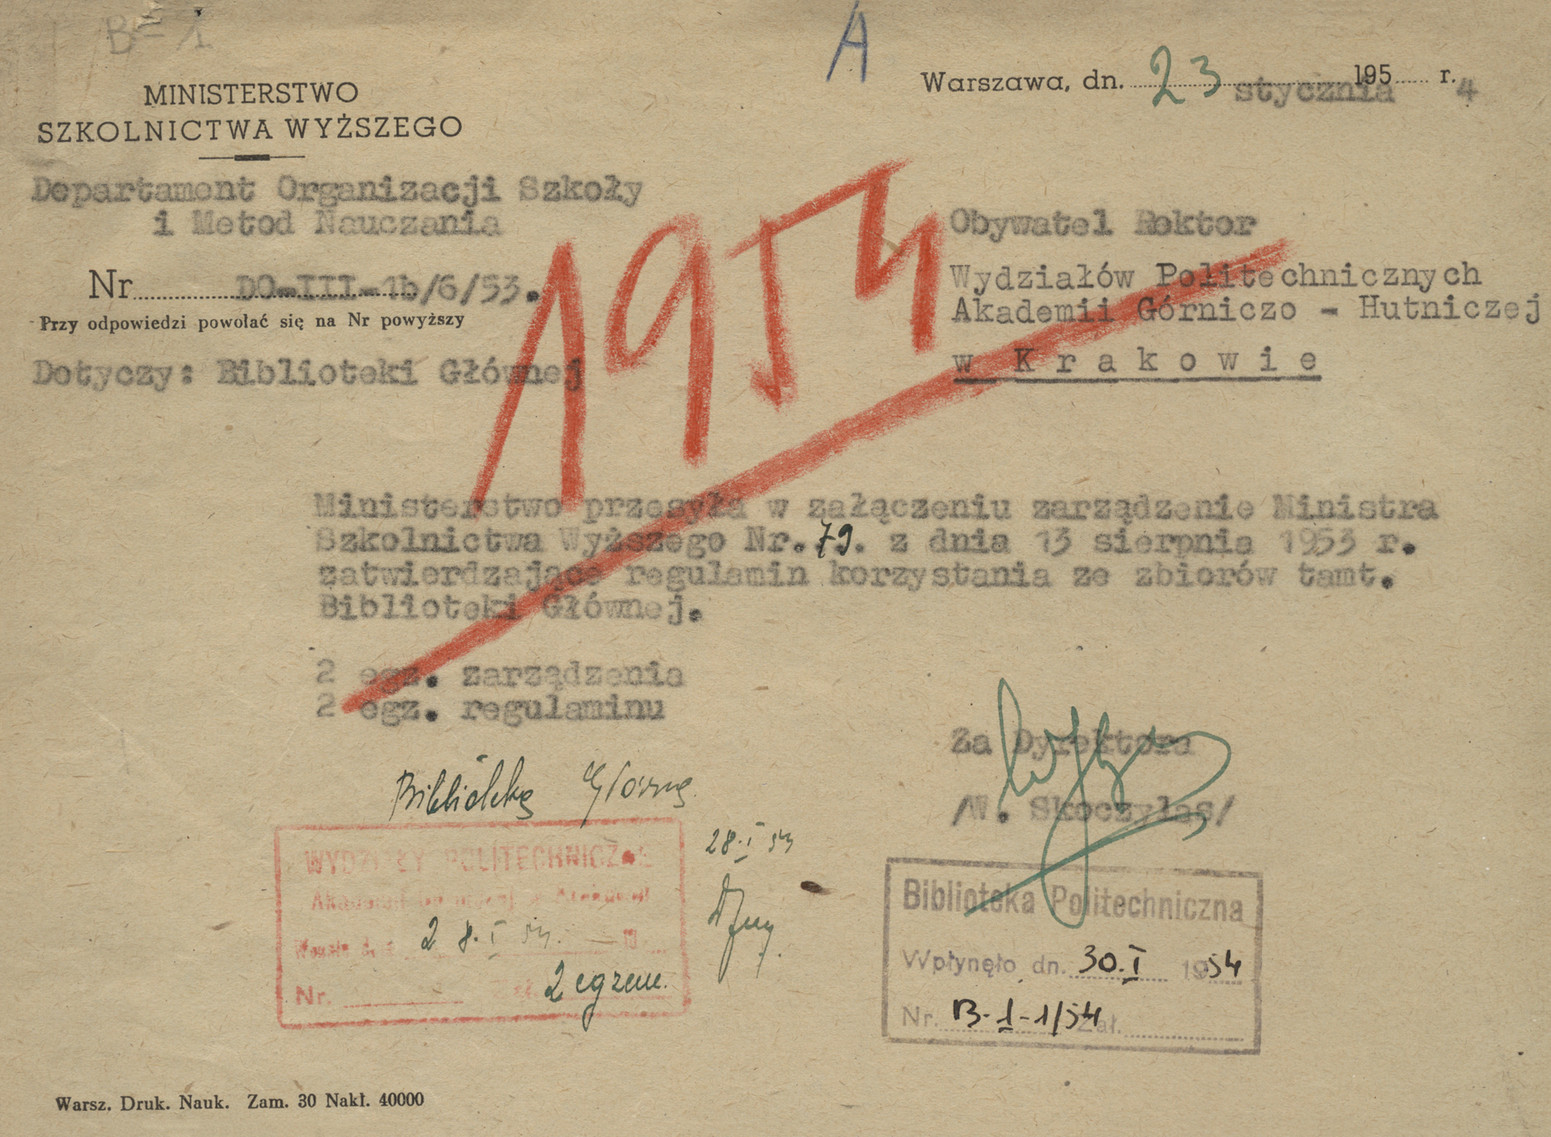 B-1
A
Warszawa, dn. 23 stycznia 195 4 r.
MINISTERSTWO
SZKOLNICTWA WYŻSZEGO
Departament Organizacji Szkoły
i Metod Nauczania
Nr DO-III-1b/6/53.
Przy odpowiedzi powołać się na Nr powyższy
Dotyczy: Biblioteki Głównej
1954
Obywatel Rektor
Wydziałów Politechnicznych
Akademii Górniczo - Hutniczej
w Krakowie
Ministerstwo przesyła w załączeniu zarządzenie Ministra
Szkolnictwa Wyższego Nr. 79. z dnia 13 sierpnia 1953 r.
zatwierdzające regulamin korzystania ze zbiorów tamt.
Biblioteki Głównej.
2 egz. zarządzenia
2 egz. regulaminu
Za Dyrektora
/W. Skoczylas/
Biblioteka Główna
28.I 54
WYDZIAŁY POLITECHNICZNE
28.I 54.
Nr.
2 egzem.
Biblioteka Politechniczna
Wpłynęło dn. 30.I 1954
Nr. B-1-1/54 Zał.
Warsz. Druk. Nauk. Zam. 30 Nakł. 40000